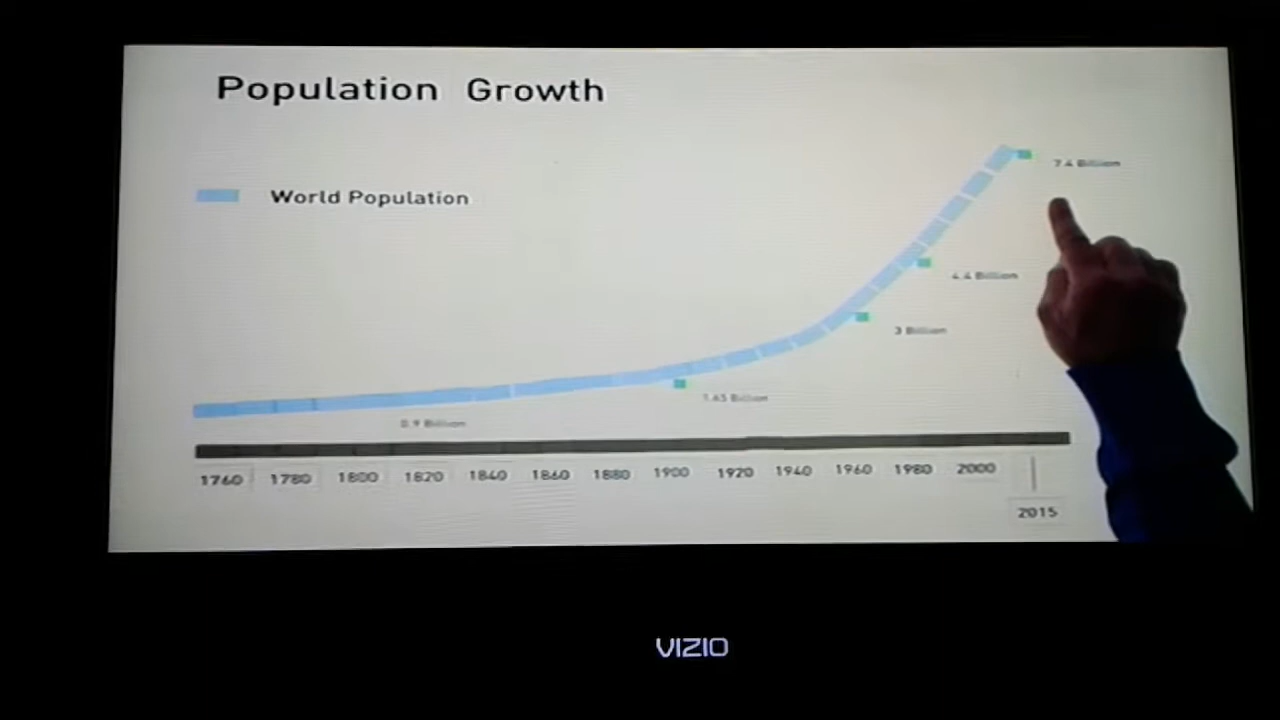 Population Growth
World Population
7.4 Billion
4.4 Billion
3 Billion
1.65 Billion
0.9 Billion
1760 1780 1800 1820 1840 1860 1880 1900 1920 1940 1960 1980 2000
2015
VIZIO